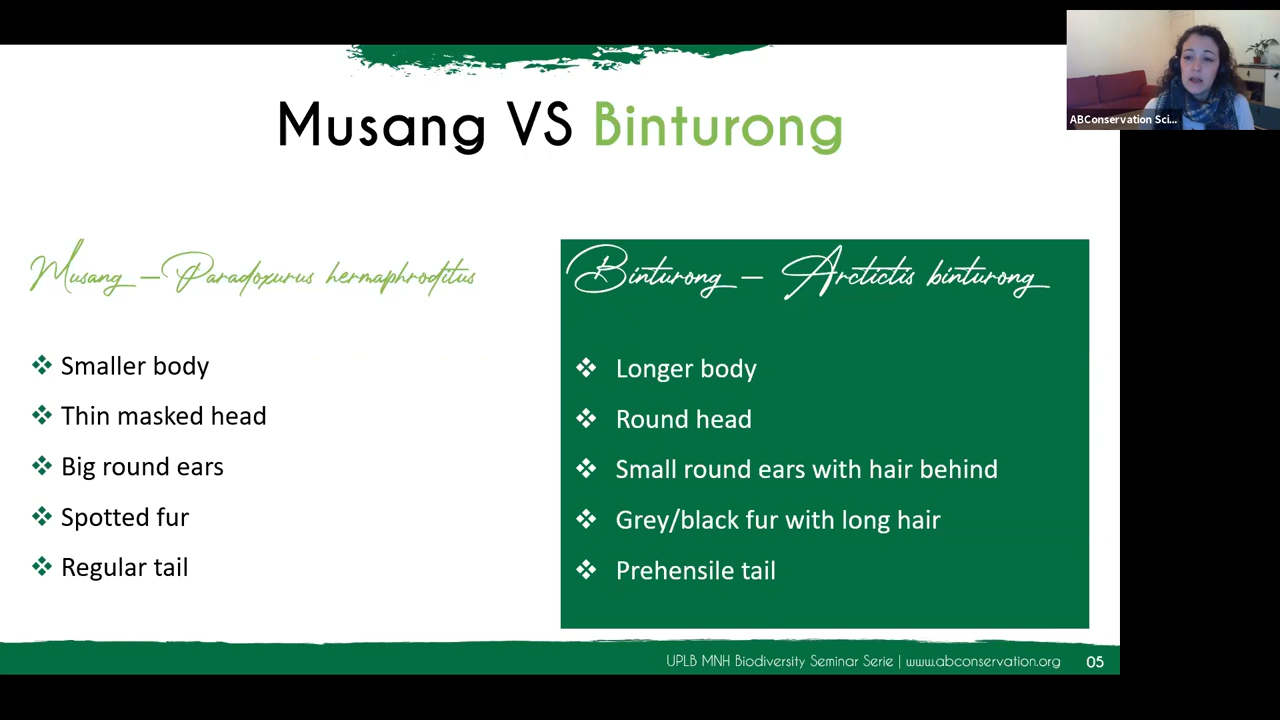 ABConservation Sci...
Musang VS Binturong
Musang – Paradoxurus hermaphroditus
❖ Smaller body
❖ Thin masked head
❖ Big round ears
❖ Spotted fur
❖ Regular tail
Binturong – Arctictis binturong
❖ Longer body
❖ Round head
❖ Small round ears with hair behind
❖ Grey/black fur with long hair
❖ Prehensile tail
UPLB MNH Biodiversity Seminar Serie | www.abconservation.org 05